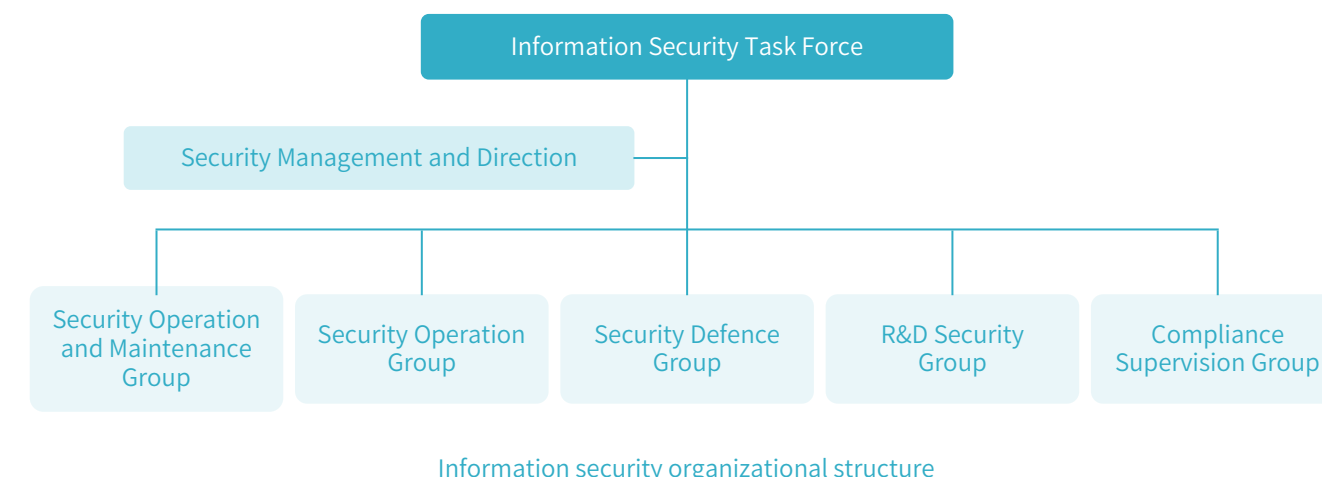 Information Security Task Force
Security Management and Direction
Security Operation
and Maintenance
Group
Security Operation
Group
Security Defence
Group
R&D Security
Group
Compliance
Supervision Group
Information security organizational structure